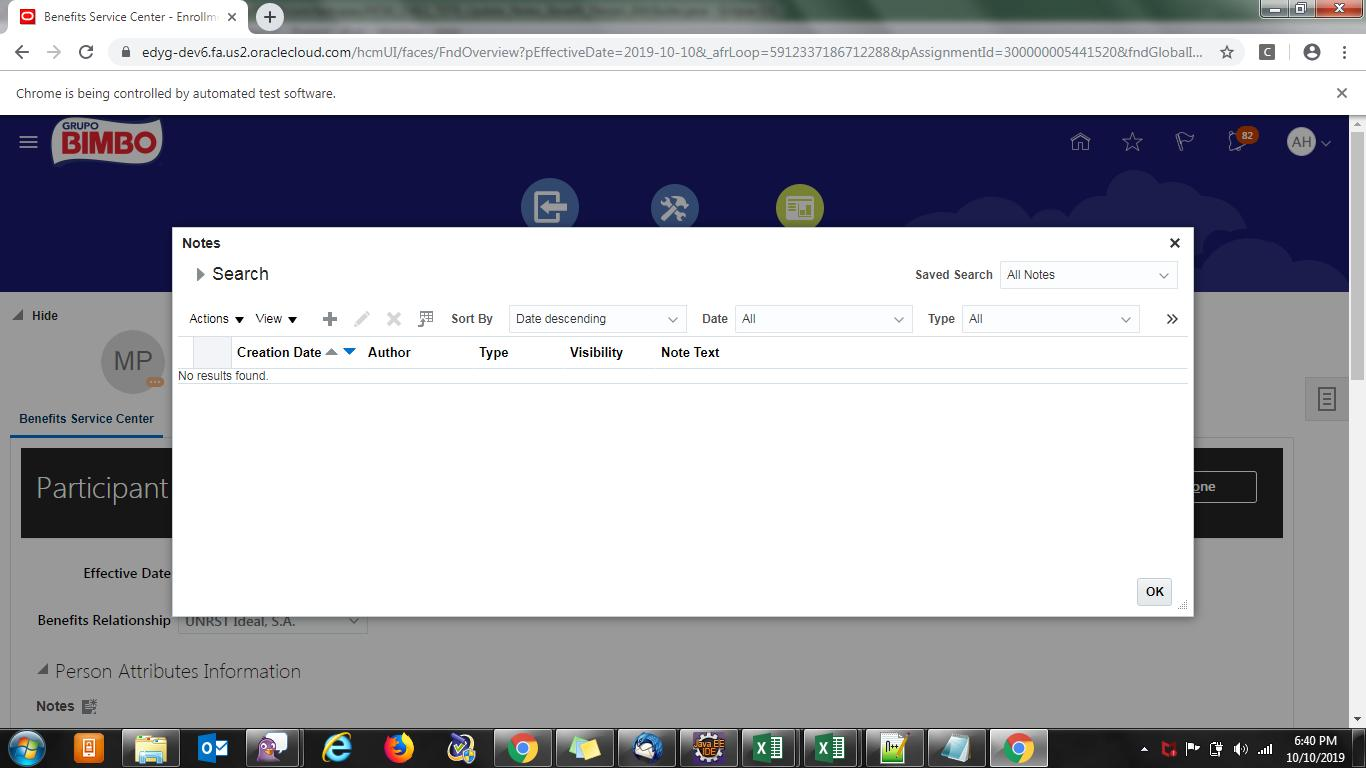 Benefits Service Center - Enrollm
edyg-dev6.fa.us2.oraclecloud.com/hcmUI/faces/FndOverview?pEffectiveDate=2019-10-10&_afrLoop=5912337186712288&pAssignmentId=300000005441520&fndGlobalI...
C
Chrome is being controlled by automated test software.
GRUPO
BIMBO
82
AH
Notes
Search
Saved Search All Notes
Actions View Sort By Date descending Date All Type All
Creation Date Author Type Visibility Note Text
No results found.
OK
Hide
MP
Benefits Service Center
Participant
one
Effective Date
Benefits Relationship UNRST Ideal, S.A.
Person Attributes Information
Notes
Java EE
IDE
6:40 PM
10/10/2019